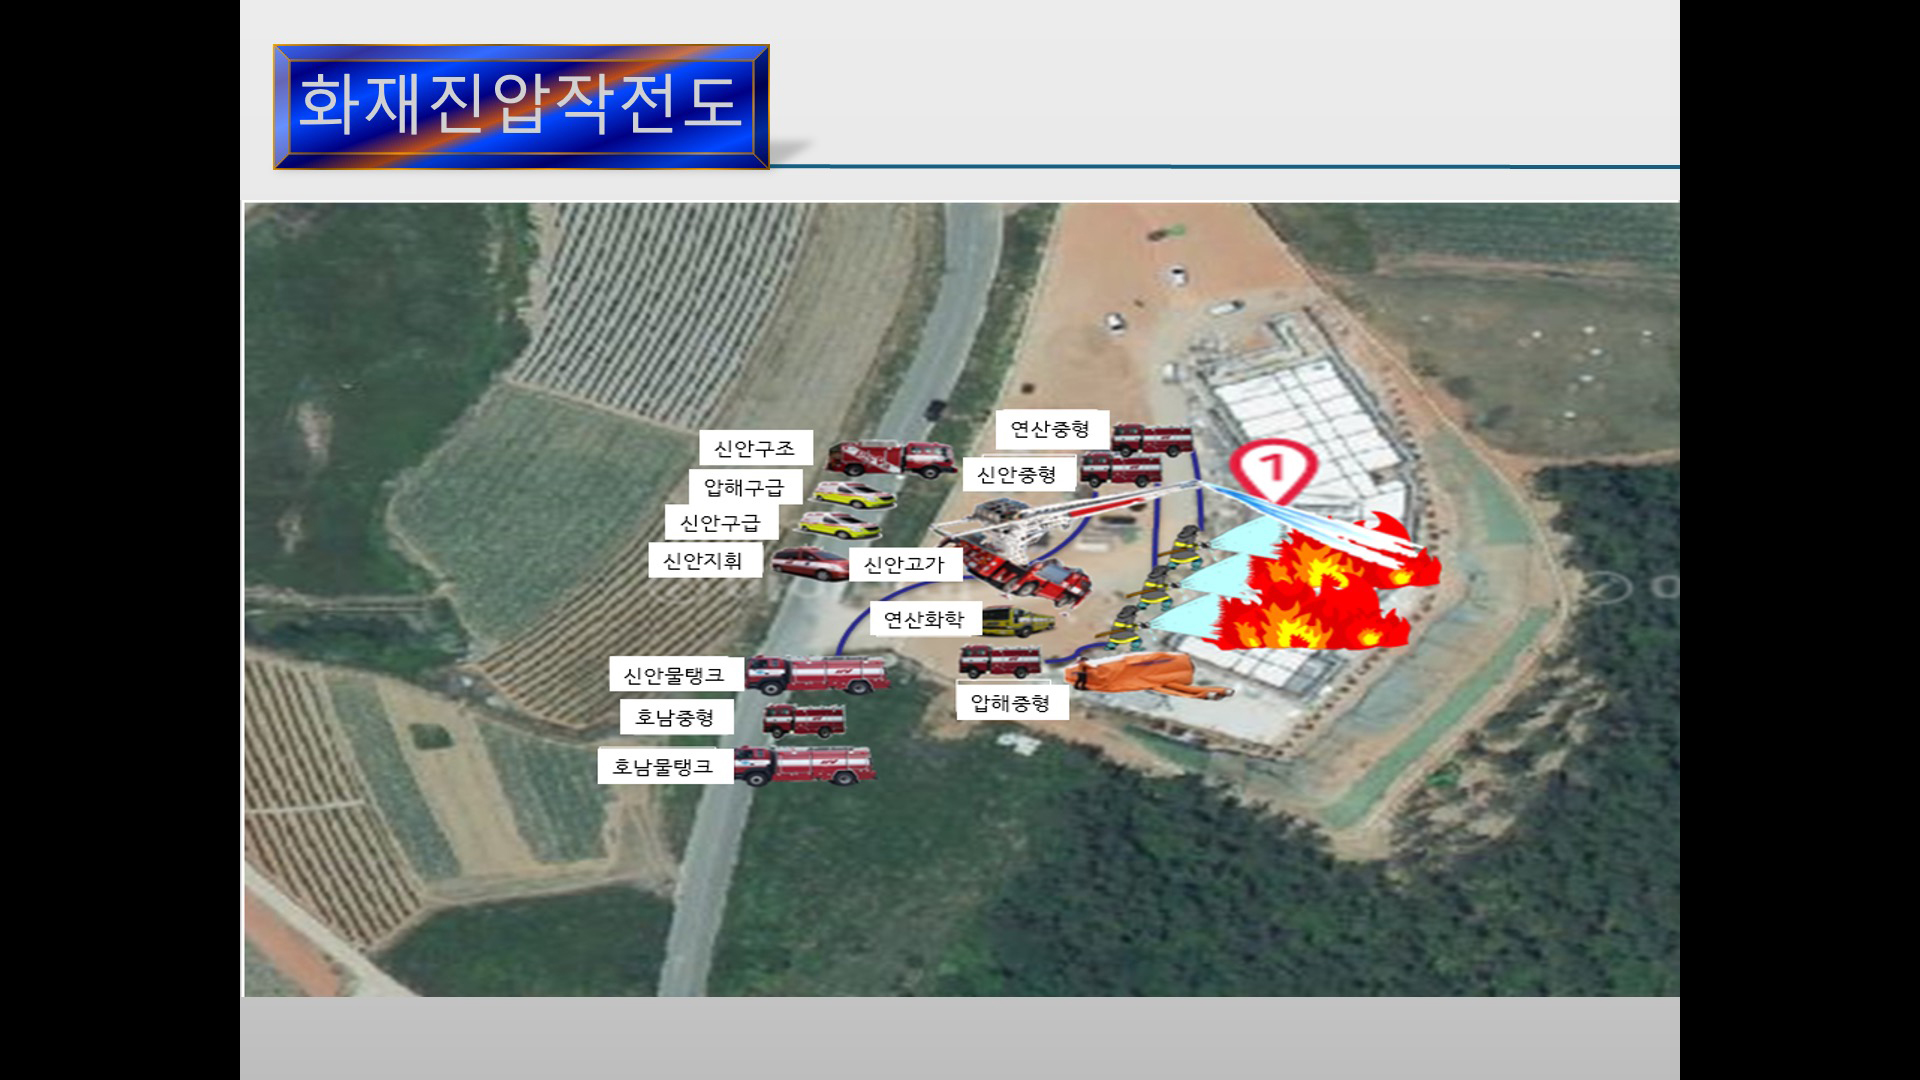 화재진압작전도
연산중형
신안구조
신안중형
압해구급
신안구급
신안지휘
신안고가
연산화학
신안물탱크
압해중형
호남중형
호남물탱크
1